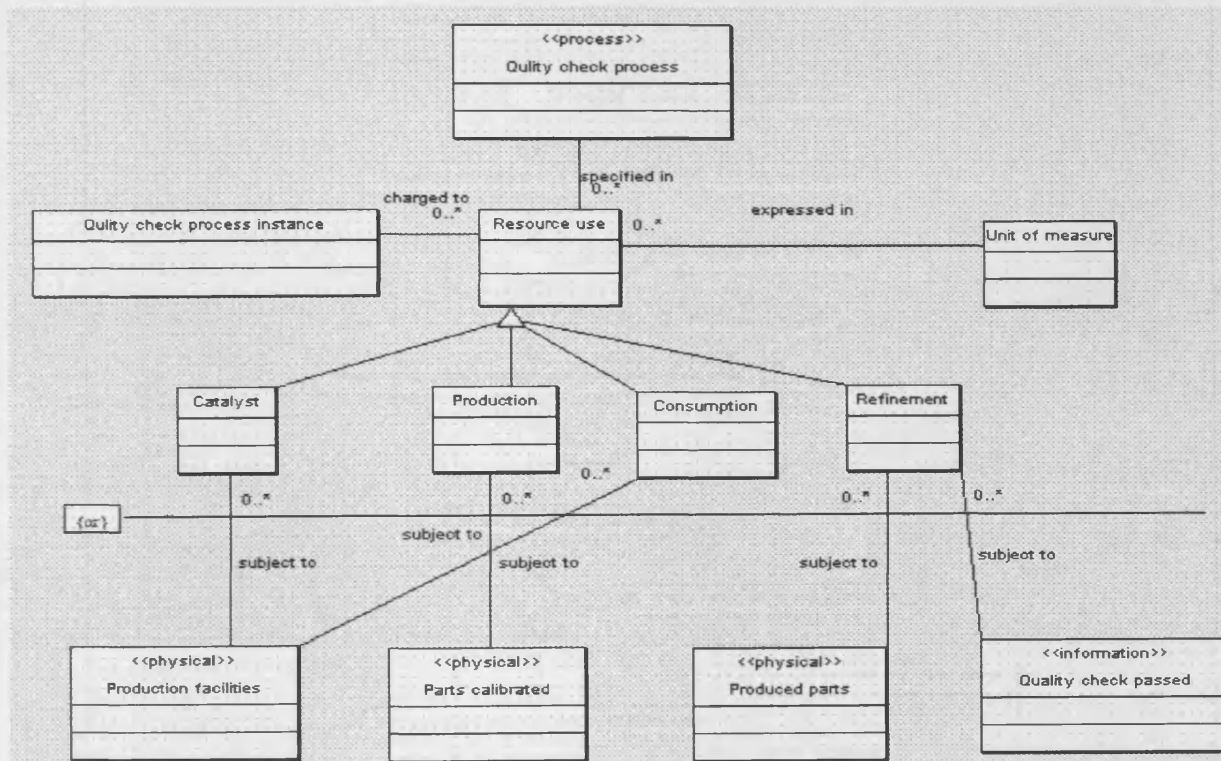 <<process>>
Qulity check process
specified in
0..*
charged to
0..*
Qulity check process instance
Resource use
0..*
expressed in
Unit of measure
Catalyst
Production
Consumption
Refinement
0..*
0..*
0..*
0..*
0..*
{or}
subject to
subject to
subject to
subject to
subject to
<<physical>>
Production facilities
<<physical>>
Parts calibrated
<<physical>>
Produced parts
<<information>>
Quality check passed